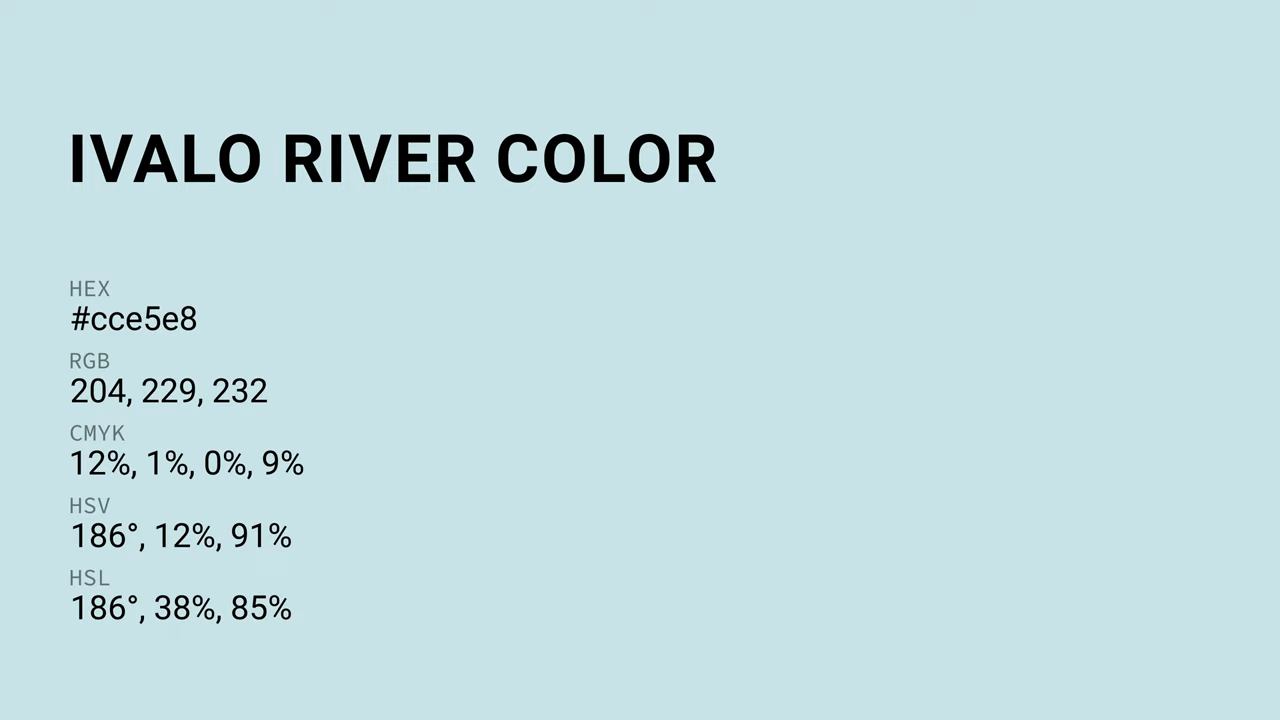 IVALO RIVER COLOR
HEX
#cce5e8
RGB
204, 229, 232
CMYK
12%, 1%, 0%, 9%
HSV
186°, 12%, 91%
HSL
186°, 38%, 85%